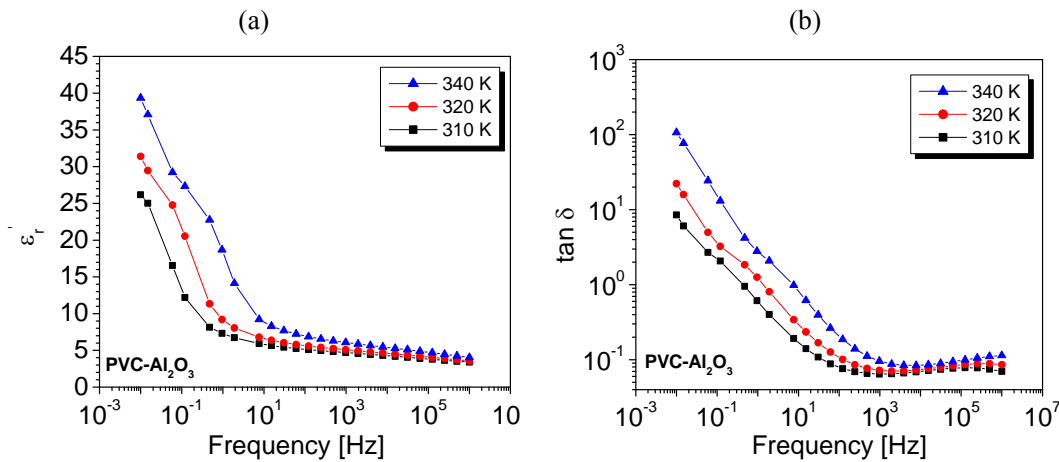 (a)
45
40
35
30
25
20
15
10
5
0
εr'
340 K
320 K
310 K
PVC-Al2O3
10-3 10-1 101 103 105 10
Frequency [Hz]
(b)
103
102
101
100
10-1
tan δ
340 K
320 K
310 K
PVC-Al2O3
10-3 10-1 101 103 105 107
Frequency [Hz]